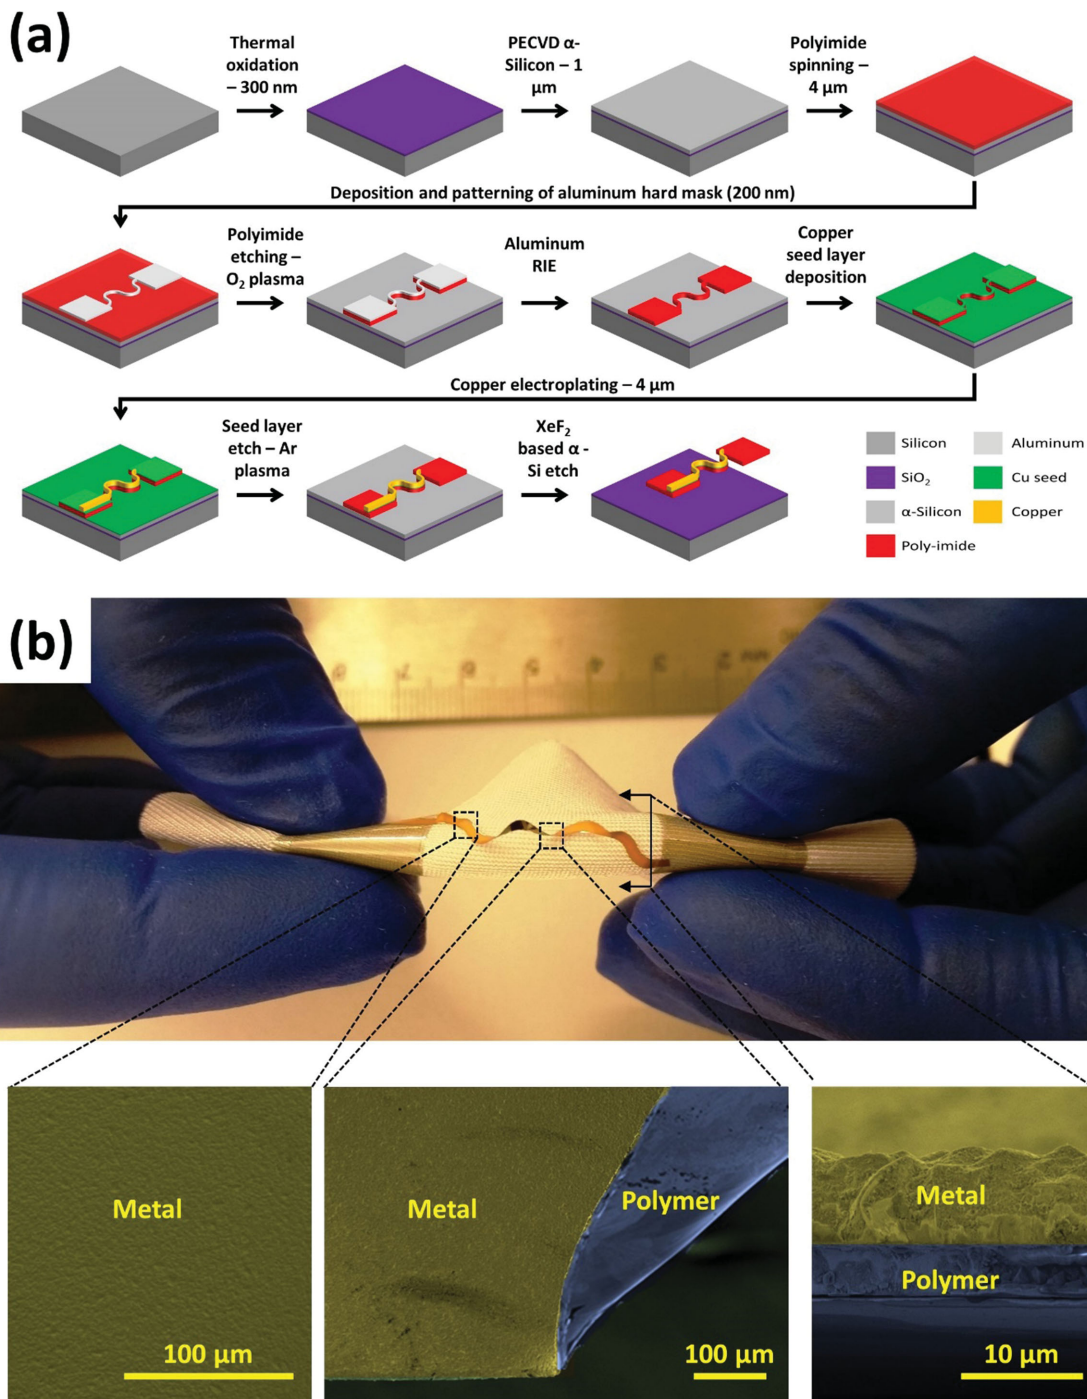 (a)
Thermal
oxidation
– 300 nm
PECVD α-
Silicon – 1
µm
Polyimide
spinning –
4 µm
Deposition and patterning of aluminum hard mask (200 nm)
Polyimide
etching –
O₂ plasma
Aluminum
RIE
Copper
seed layer
deposition
Copper electroplating – 4 µm
Seed layer
etch – Ar
plasma
XeF₂
based α -
Si etch
Silicon
Aluminum
SiO₂
Cu seed
α-Silicon
Copper
Poly-imide
(b)
Metal
100 µm
Metal
Polymer
100 µm
Metal
Polymer
10 µm